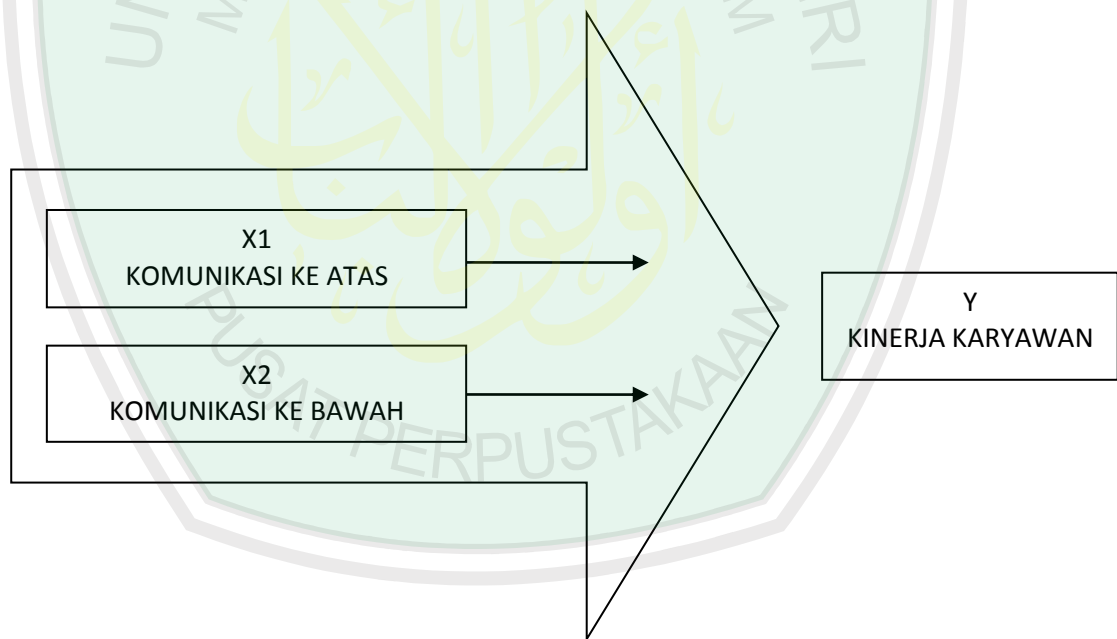 X1
KOMUNIKASI KE ATAS
X2
KOMUNIKASI KE BAWAH
Y
KINERJA KARYAWAN
PUSAT PERPUSTAKAAN